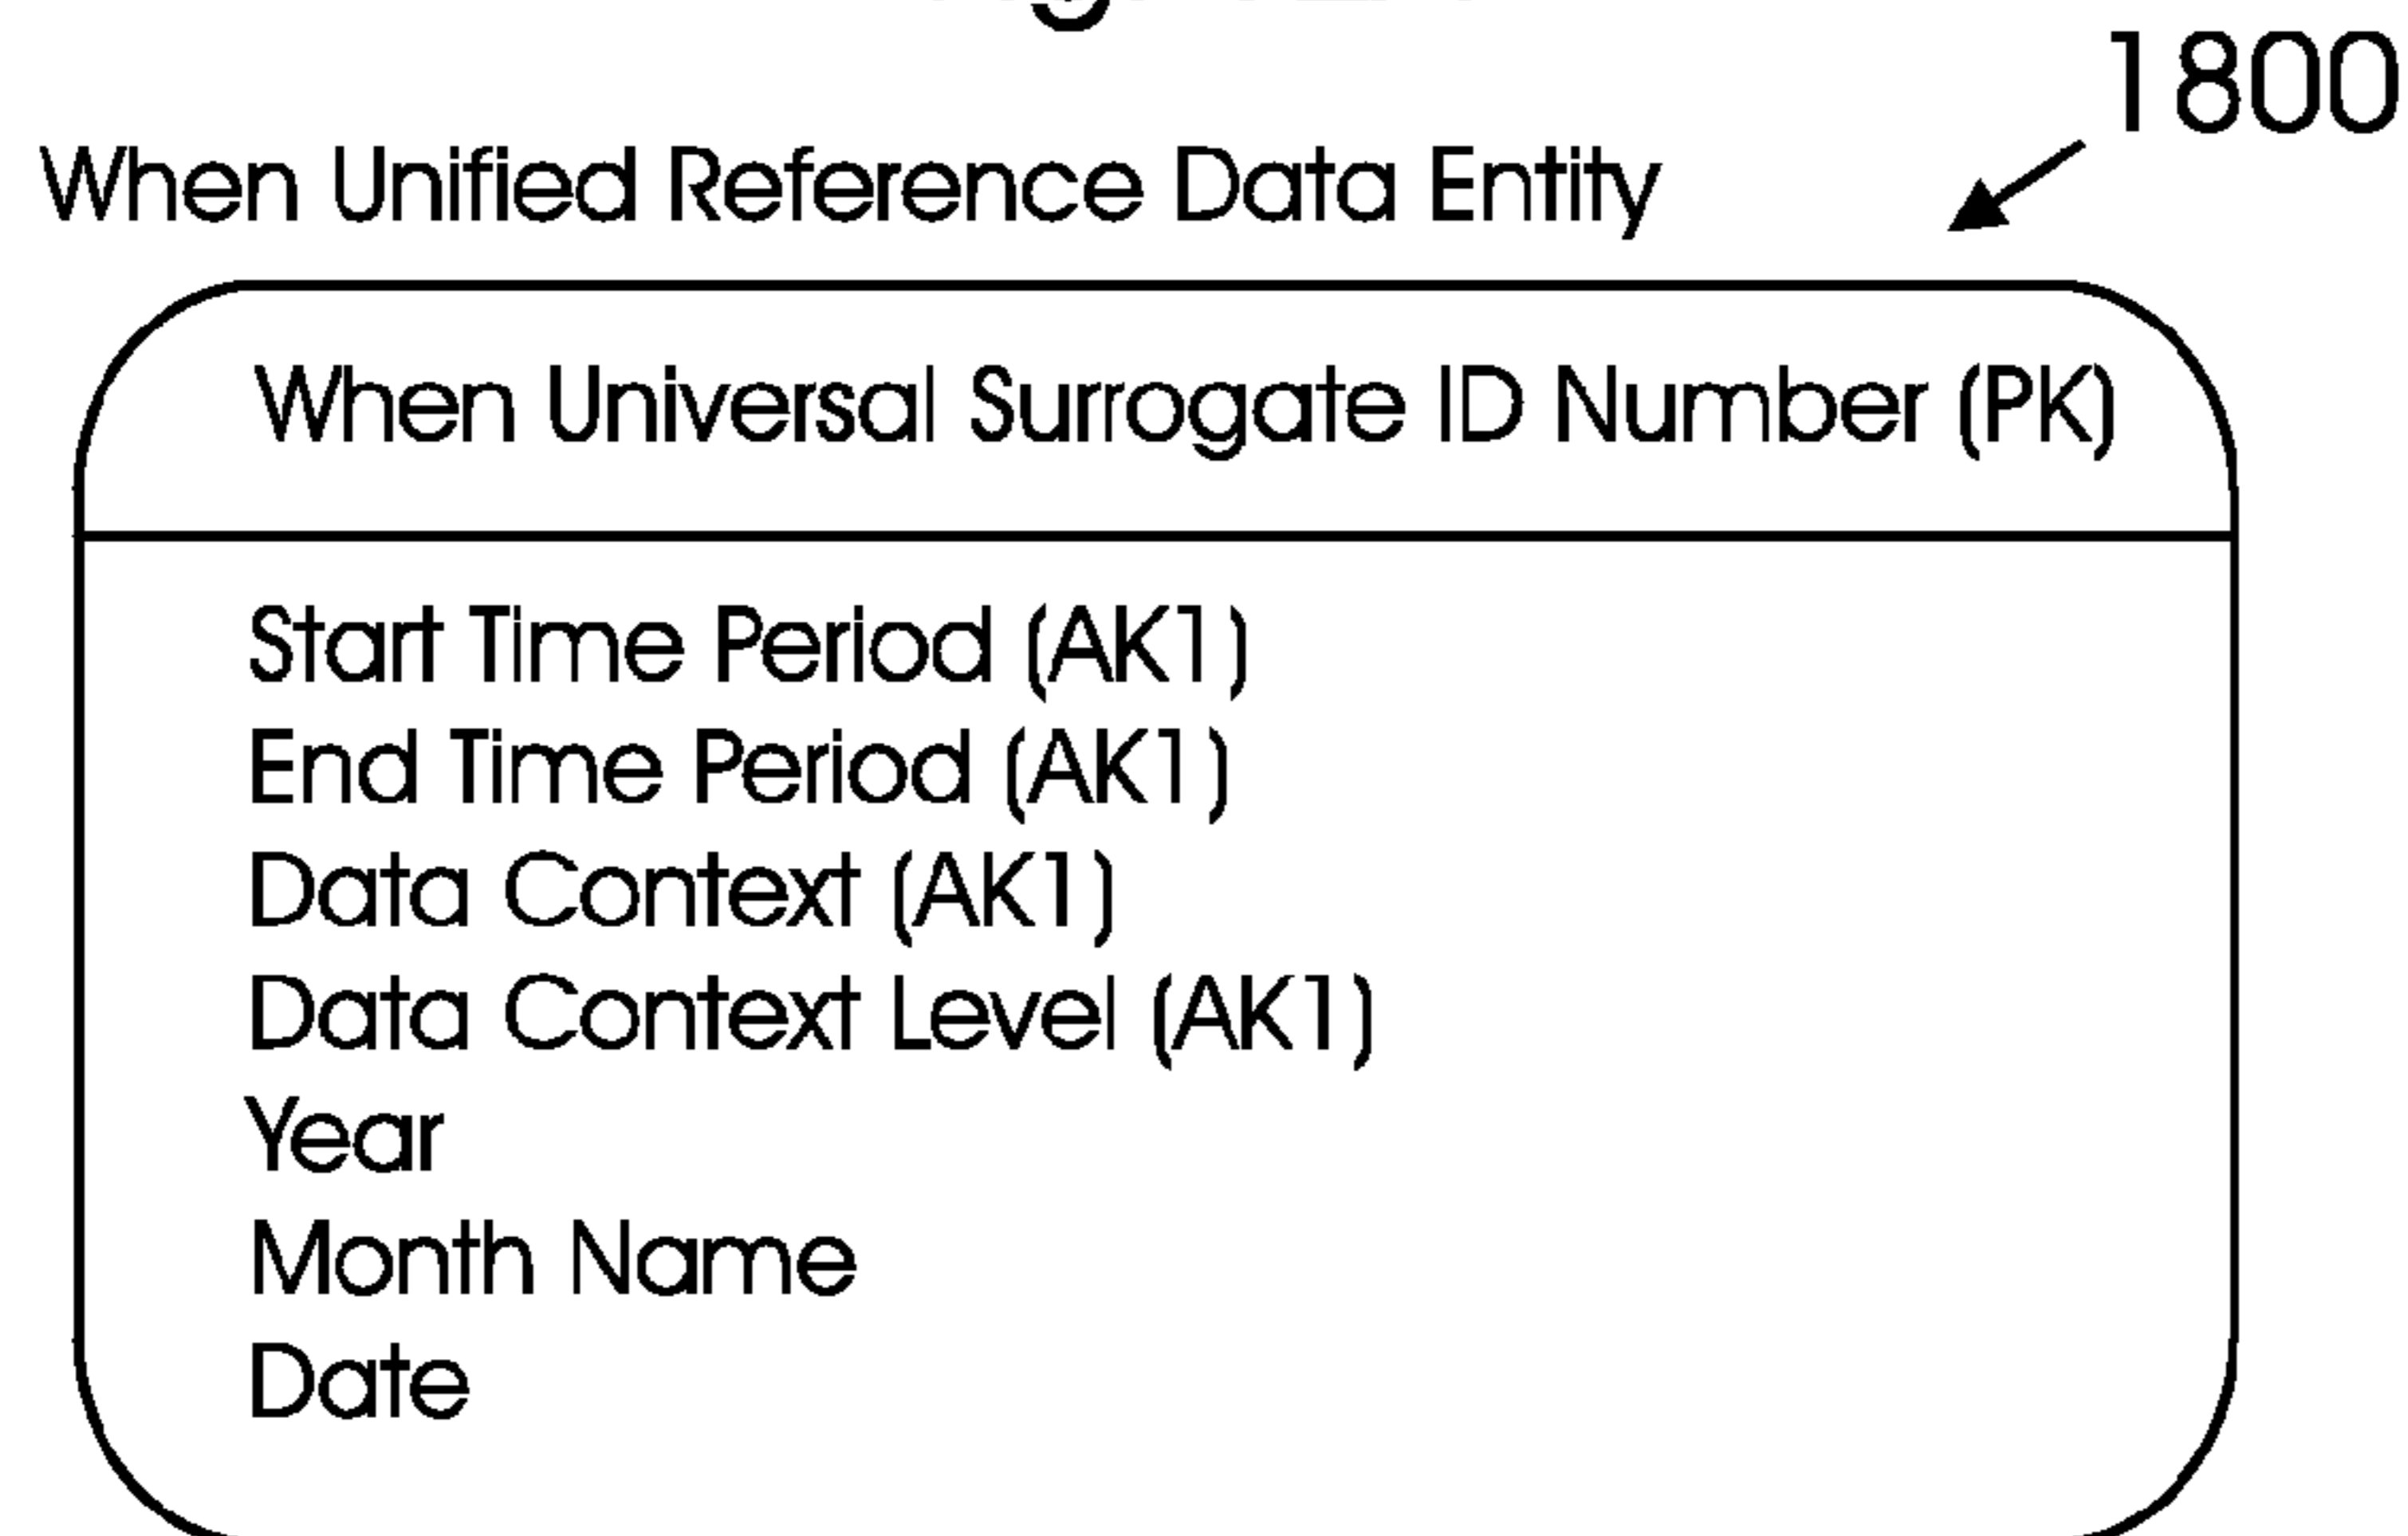 1800
When Unified Reference Data Entity
When Universal Surrogate ID Number (PK)
Start Time Period (AK1)
End Time Period (AK1)
Data Context (AK1)
Data Context Level (AK1)
Year
Month Name
Date